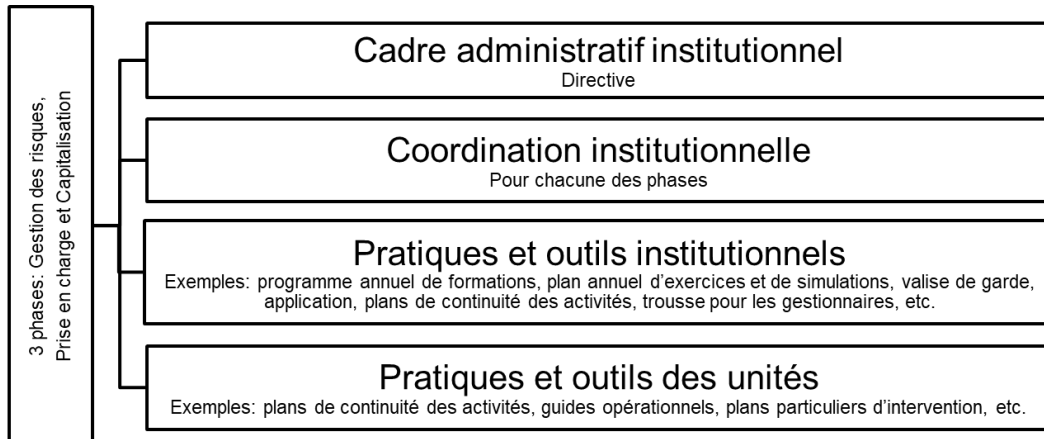 3 phases: Gestion des risques,
Prise en charge et Capitalisation
Cadre administratif institutionnel
Directive
Coordination institutionnelle
Pour chacune des phases
Pratiques et outils institutionnels
Exemples: programme annuel de formations, plan annuel d’exercices et de simulations, valise de garde,
application, plans de continuité des activités, trousse pour les gestionnaires, etc.
Pratiques et outils des unités
Exemples: plans de continuité des activités, guides opérationnels, plans particuliers d’intervention, etc.